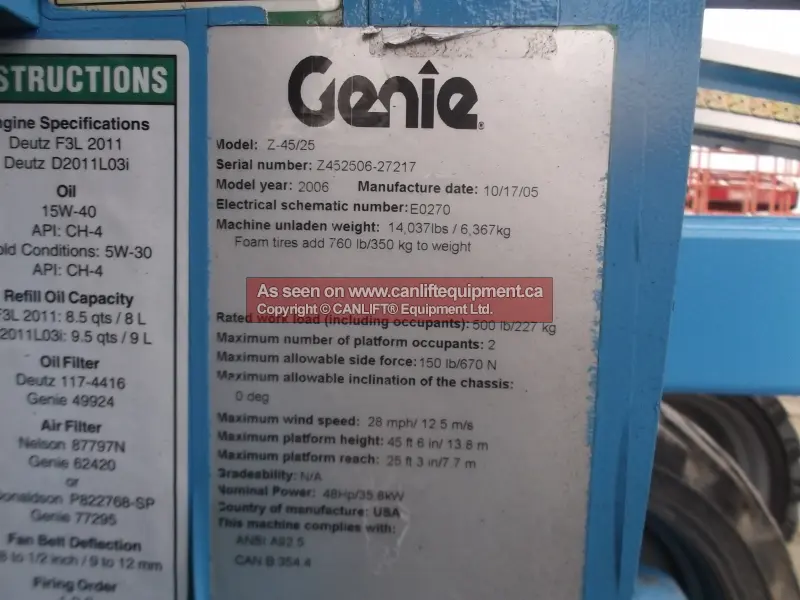 STRUCTIONS
ngine Specifications
Deutz F3L 2011
Deutz D2011L03i
Oil
15W-40
API: CH-4
old Conditions: 5W-30
API: CH-4
Refill Oil Capacity
F3L 2011: 8.5 qts / 8 L
2011L03i: 9.5 qts / 9 L
Oil Filter
Deutz 117-4416
Genie 49924
Air Filter
Nelson 87797N
Genie 62420
or
onaldson P822768-SP
Genie 77295
Fan Belt Deflection
8 to 1/2 inch / 9 to 12 mm
Firing Order
Genie
Model: Z-45/25
Serial number: Z452506-27217
Model year: 2006 Manufacture date: 10/17/05
Electrical schematic number: E0270
Machine unladen weight: 14,037lbs / 6,367kg
Foam tires add 760 lb/350 kg to weight
As seen on www.canliftequipment.ca
Copyright © CANLIFT® Equipment Ltd.
Rated work load (including occupants): 500 lb/227 kg
Maximum number of platform occupants: 2
Maximum allowable side force: 150 lb/670 N
Maximum allowable inclination of the chassis:
0 deg
Maximum wind speed: 28 mph/ 12.5 m/s
Maximum platform height: 45 ft 6 in/ 13.8 m
Maximum platform reach: 25 ft 3 in/7.7 m
Gradeability: N/A
Nominal Power: 48Hp/35.8kW
Country of manufacture: USA
This machine complies with:
ANSI A92.5
CAN B.354.4